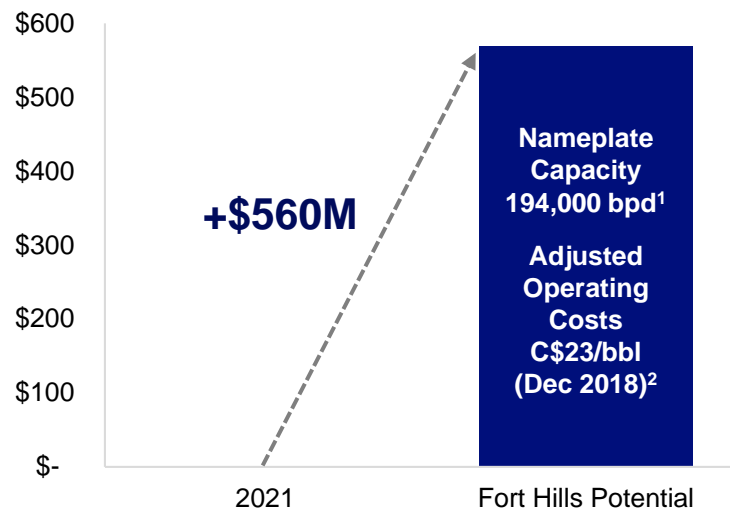 $600
$500
$400
$300
$200
$100
$-
+$560M
Nameplate
Capacity
194,000 bpd¹
Adjusted
Operating
Costs
C$23/bbl
(Dec 2018)²
2021
Fort Hills Potential